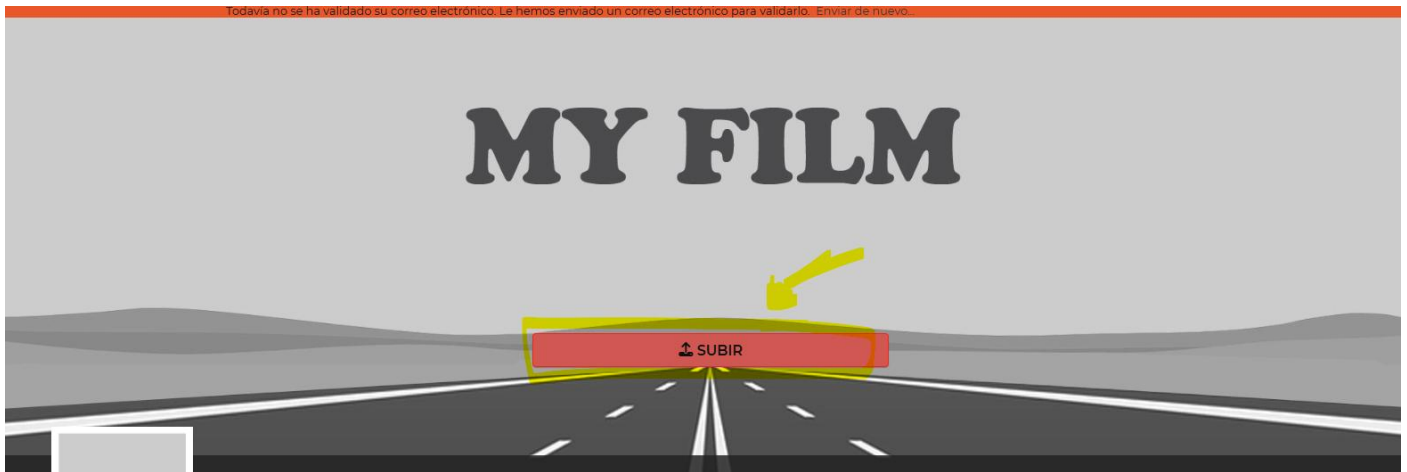 Todavía no se ha validado su correo electrónico. Le hemos enviado un correo electrónico para validarlo. Enviar de nuevo...
MY FILM
SUBIR